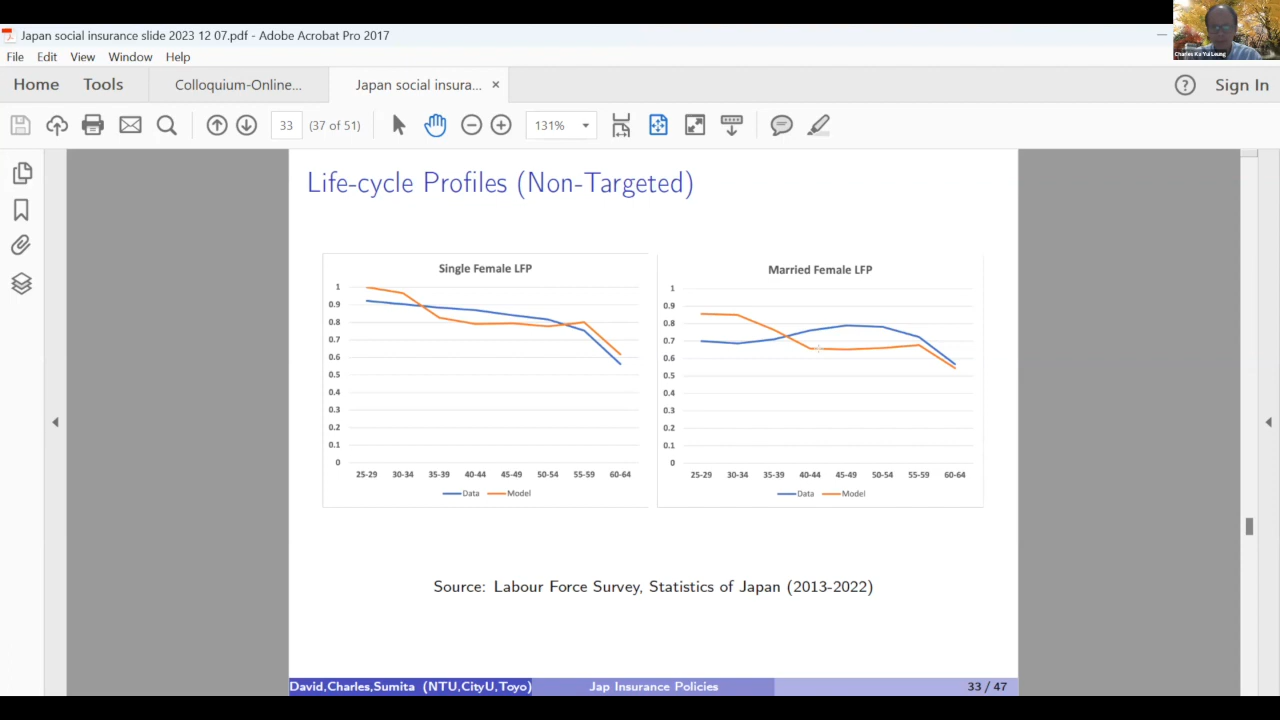 Japan social insurance slide 2023 12 07.pdf - Adobe Acrobat Pro 2017
Charles Ka Yui Leung
File Edit View Window Help
Home Tools Colloquium-Online... Japan social insura... × ? Sign In
33 (37 of 51) 131%
Life-cycle Profiles (Non-Targeted)
Single Female LFP
1
0.9
0.8
0.7
0.6
0.5
0.4
0.3
0.2
0.1
0
25-29 30-34 35-39 40-44 45-49 50-54 55-59 60-64
Data Model
Married Female LFP
1
0.9
0.8
0.7
0.6
0.5
0.4
0.3
0.2
0.1
0
25-29 30-34 35-39 40-44 45-49 50-54 55-59 60-64
Data Model
Source: Labour Force Survey, Statistics of Japan (2013-2022)
David,Charles,Sumita (NTU,CityU,Toyo) Jap Insurance Policies 33 / 47